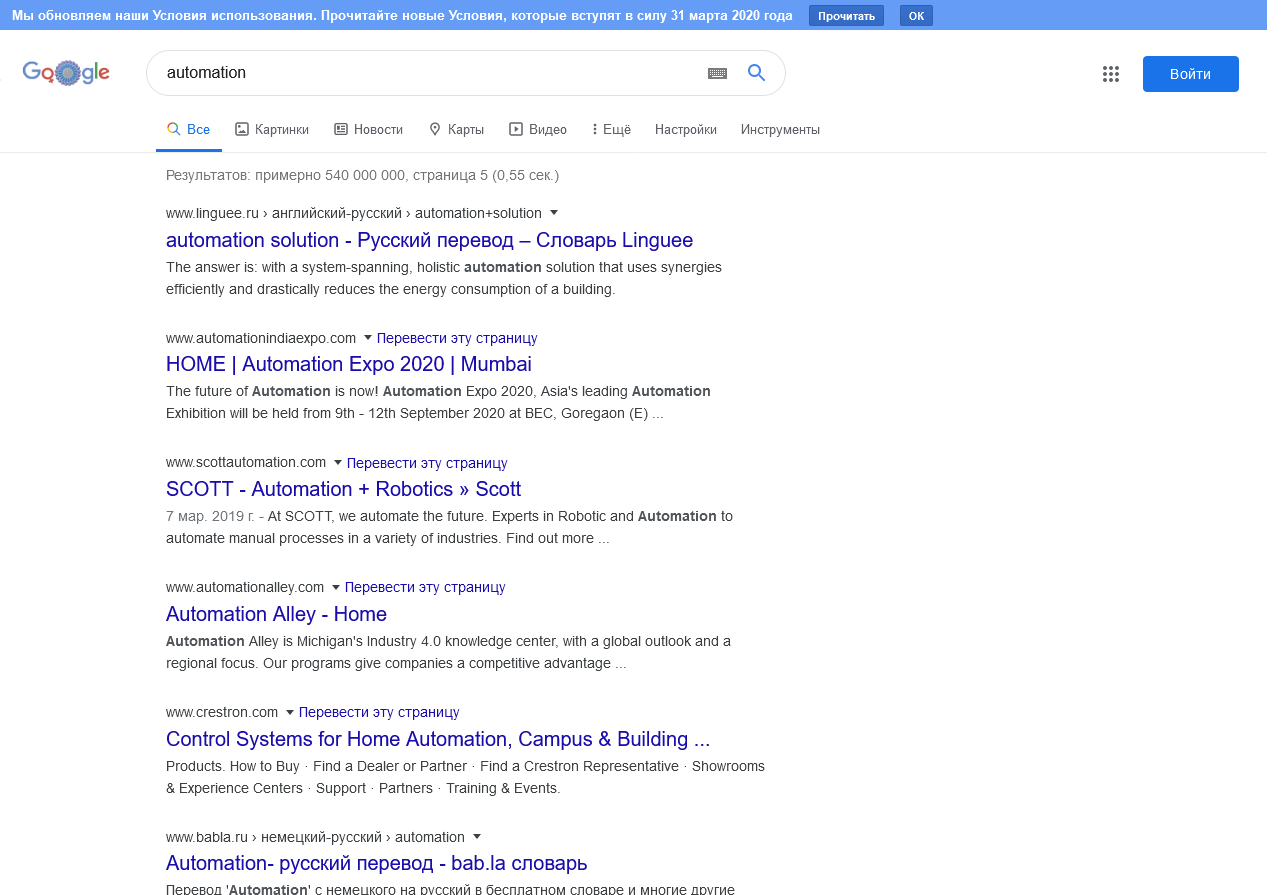 Мы обновляем наши Условия использования. Прочитайте новые Условия, которые вступят в силу 31 марта 2020 года Прочитать ОК
Google
automation
Войти
Все Картинки Новости Карты Видео Ещё Настройки Инструменты
Результатов: примерно 540 000 000, страница 5 (0,55 сек.)
www.linguee.ru › английский-русский › automation+solution
automation solution - Русский перевод – Словарь Linguee
The answer is: with a system-spanning, holistic automation solution that uses synergies
efficiently and drastically reduces the energy consumption of a building.
www.automationindiaexpo.com Перевести эту страницу
HOME | Automation Expo 2020 | Mumbai
The future of Automation is now! Automation Expo 2020, Asia's leading Automation
Exhibition will be held from 9th - 12th September 2020 at BEC, Goregaon (E) ...
www.scottautomation.com Перевести эту страницу
SCOTT - Automation + Robotics » Scott
7 мар. 2019 г. - At SCOTT, we automate the future. Experts in Robotic and Automation to
automate manual processes in a variety of industries. Find out more ...
www.automationalley.com Перевести эту страницу
Automation Alley - Home
Automation Alley is Michigan's Industry 4.0 knowledge center, with a global outlook and a
regional focus. Our programs give companies a competitive advantage ...
www.crestron.com Перевести эту страницу
Control Systems for Home Automation, Campus & Building ...
Products. How to Buy · Find a Dealer or Partner · Find a Crestron Representative · Showrooms
& Experience Centers · Support · Partners · Training & Events.
www.babla.ru › немецкий-русский › automation
Automation- русский перевод - bab.la словарь
Перевод 'Automation' с немецкого на русский в бесплатном словаре и многие другие